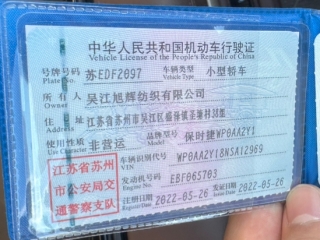 中华人民共和国机动车行驶证
Vehicle License of the People's Republic of China
号牌号码 苏EDF2097 车辆类型 小型轿车
Plate No. Vehicle Type
所有人 吴江旭辉纺织有限公司
Owner
住址 江苏省苏州市吴江区盛泽镇圣塘村38组
Address
使用性质 非营运 品牌型号 保时捷WP0AA2Y1
Use Character Model
江苏省苏州市公安局交通警察支队
车辆识别代号 WP0AA2Y18NSA12969
VIN
发动机号码 EBF065703
Engine No.
注册日期 2022-05-26 发证日期 2022-05-26
Register Date Issue Date